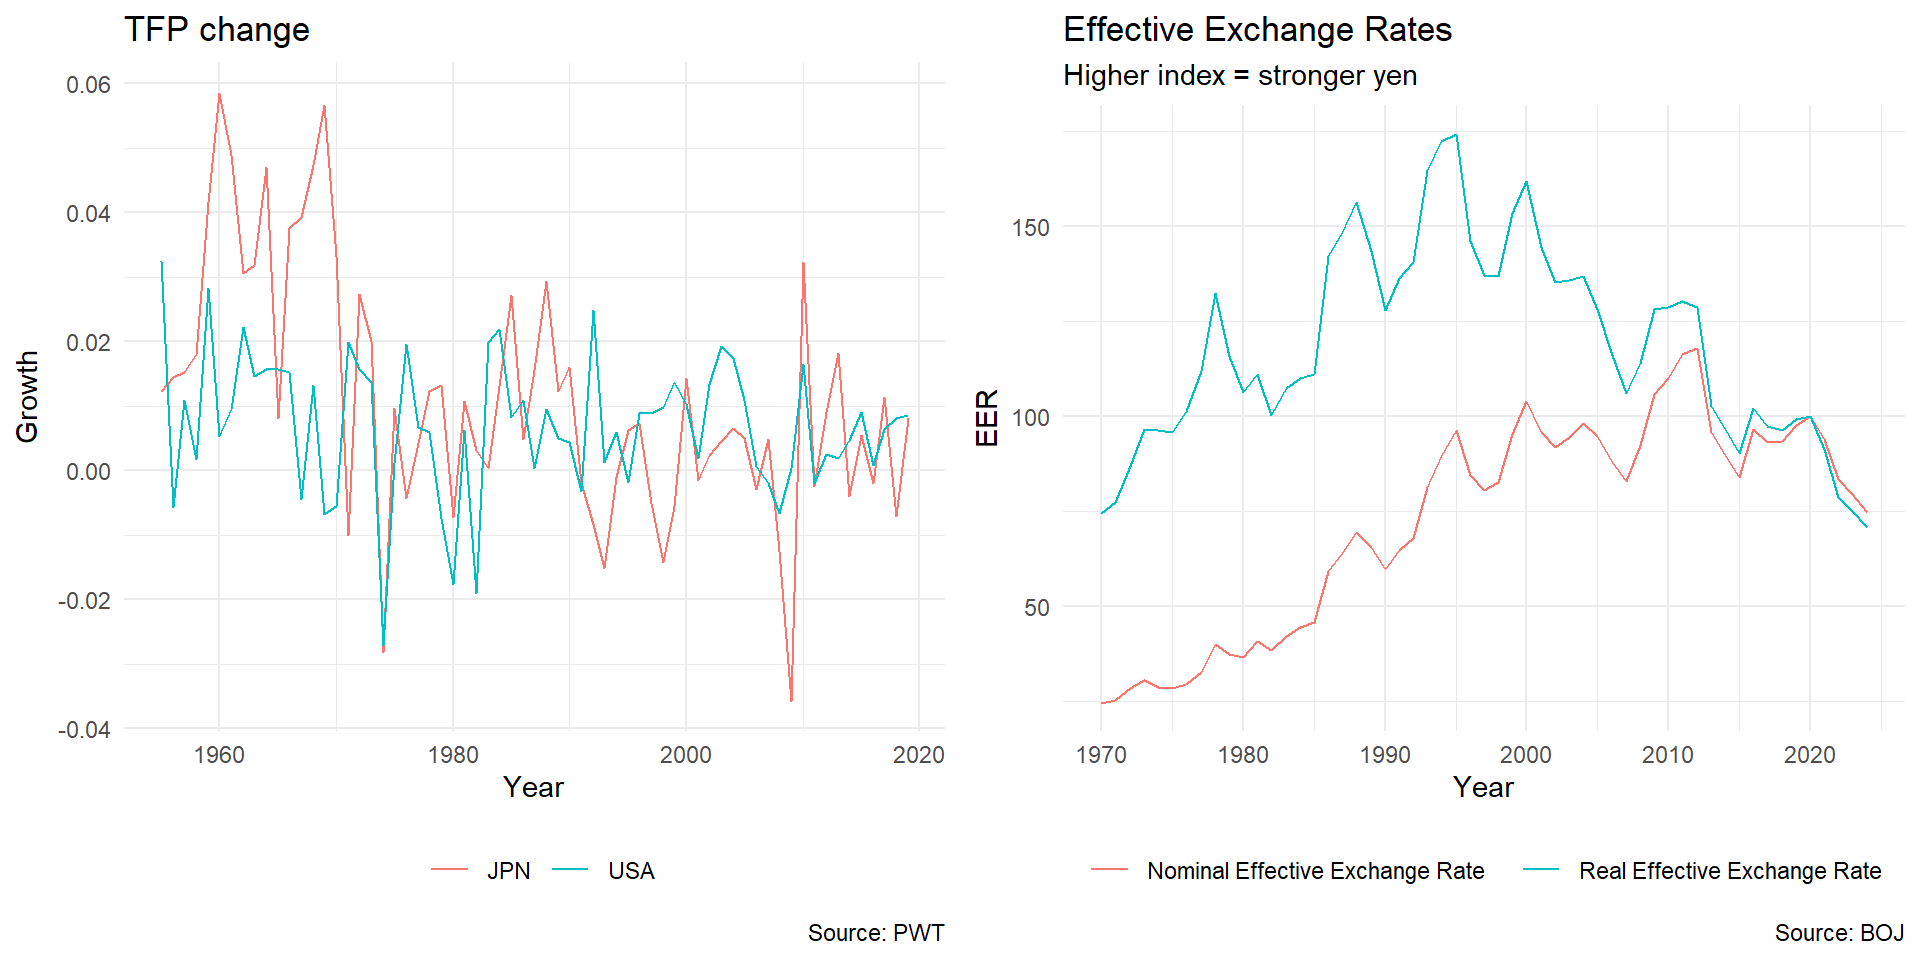 TFP change
0.06
0.04
0.02
0.00
-0.02
-0.04
Growth
1960 1980 2000 2020
Year
JPN USA
Source: PWT
Effective Exchange Rates
Higher index = stronger yen
150
100
50
EER
1970 1980 1990 2000 2010 2020
Year
Nominal Effective Exchange Rate Real Effective Exchange Rate
Source: BOJ